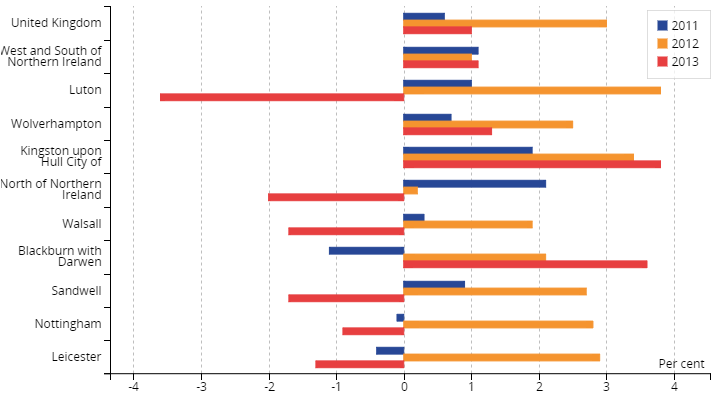 United Kingdom
West and South of
Northern Ireland
Luton
Wolverhampton
Kingston upon
Hull City of
North of Northern
Ireland
Walsall
Blackburn with
Darwen
Sandwell
Nottingham
Leicester
2011
2012
2013
Per cent
-4 -3 -2 -1 0 1 2 3 4